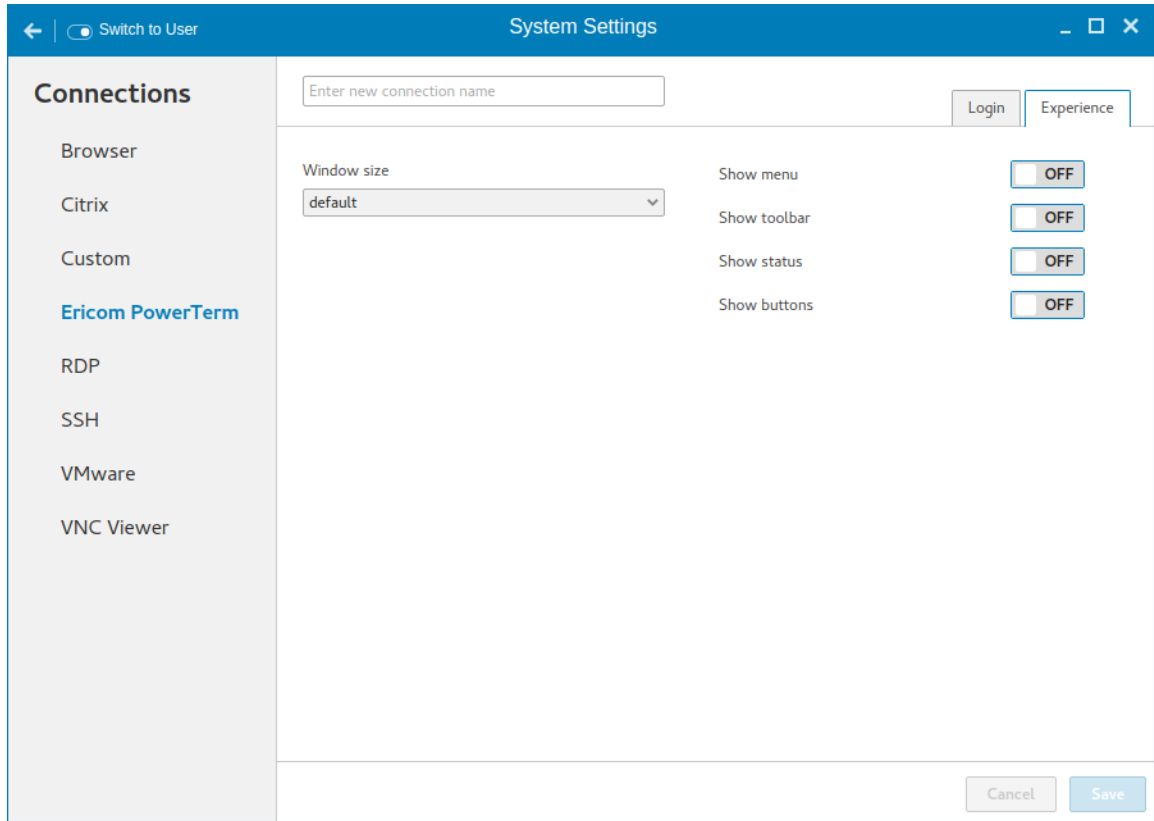 Switch to User
System Settings
Connections
Browser
Citrix
Custom
Ericom PowerTerm
RDP
SSH
VMware
VNC Viewer
Enter new connection name
Login
Experience
Window size
default
Show menu
OFF
Show toolbar
OFF
Show status
OFF
Show buttons
OFF
Cancel
Save